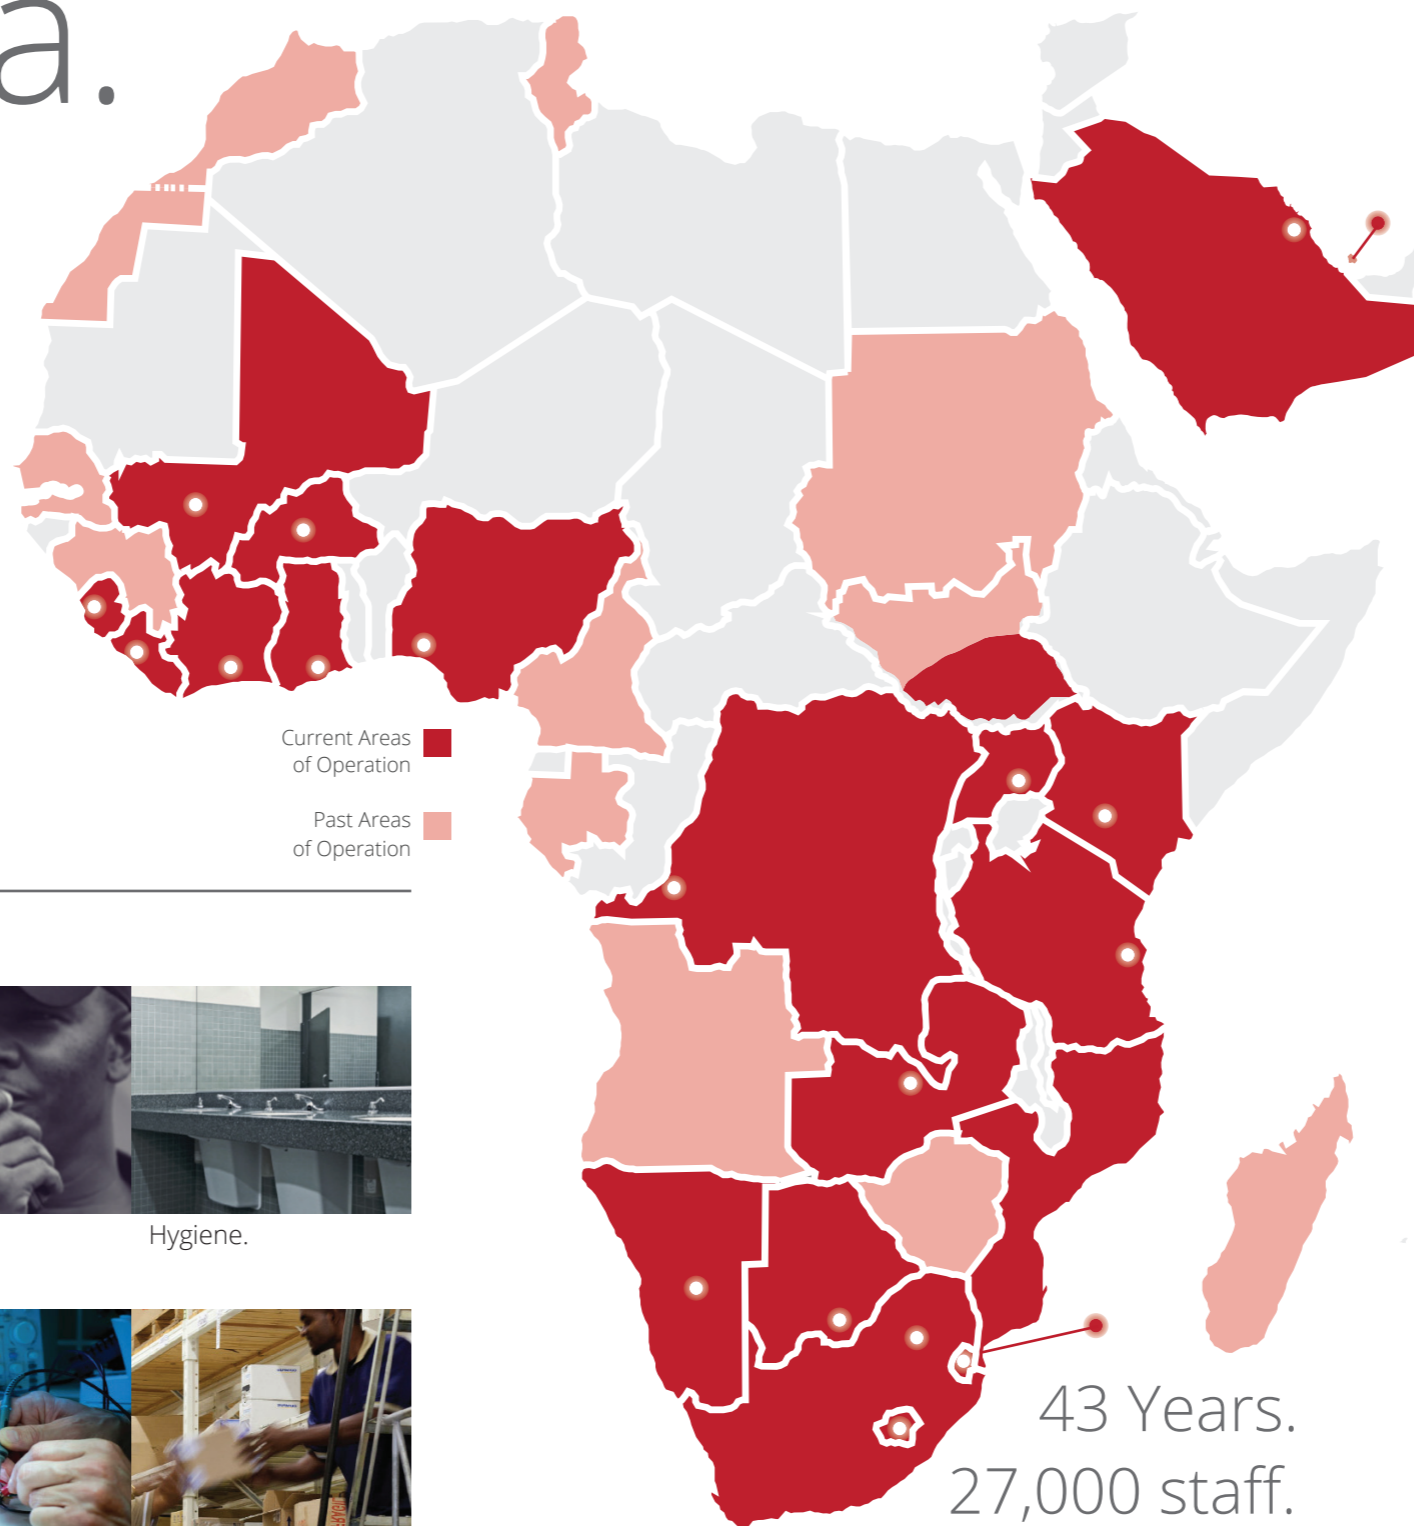 a.
Current Areas
of Operation
Past Areas
of Operation
Hygiene.
43 Years.
27,000 staff.